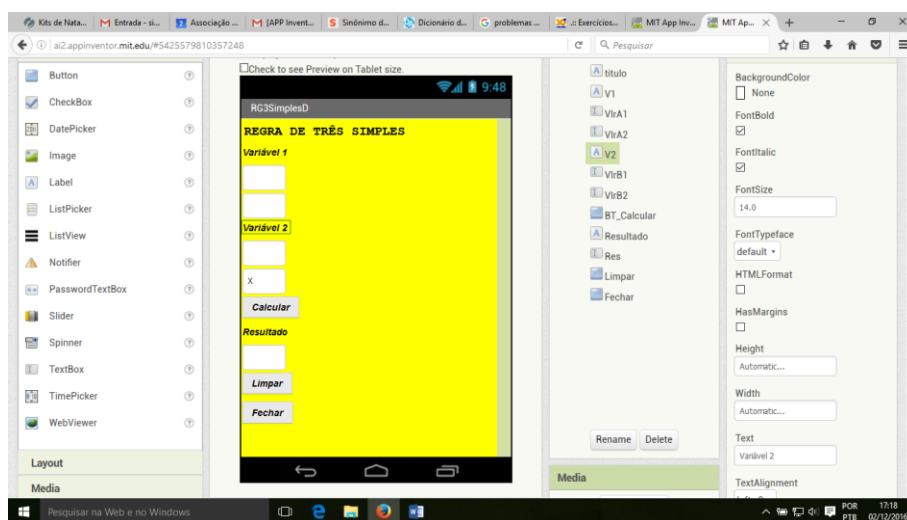 Kits de Nata... M Entrada - si... Associação ... M [APP Invent... S Sinónimo d... Dicionário d... G problemas ... .:: Exercícios... MIT App Inv... MIT Ap... × +
ai2.appinventor.mit.edu/#5425579810357248
Pesquisar
Button
CheckBox
DatePicker
Image
Label
ListPicker
ListView
Notifier
PasswordTextBox
Slider
Spinner
TextBox
TimePicker
WebViewer
Layout
Media
Check to see Preview on Tablet size.
9:48
RG3SimplesD
REGRA DE TRÊS SIMPLES
Variável 1
Variável 2
X
Calcular
Resultado
Limpar
Fechar
titulo
V1
VlrA1
VlrA2
V2
VlrB1
VlrB2
BT_Calcular
Resultado
Res
Limpar
Fechar
Rename Delete
Media
BackgroundColor
None
FontBold
FontItalic
FontSize
14.0
FontTypeface
default
HTMLFormat
HasMargins
Height
Automatic...
Width
Automatic...
Text
Variável 2
TextAlignment
Pesquisar na Web e no Windows
POR 17:18
PTB 02/12/2016